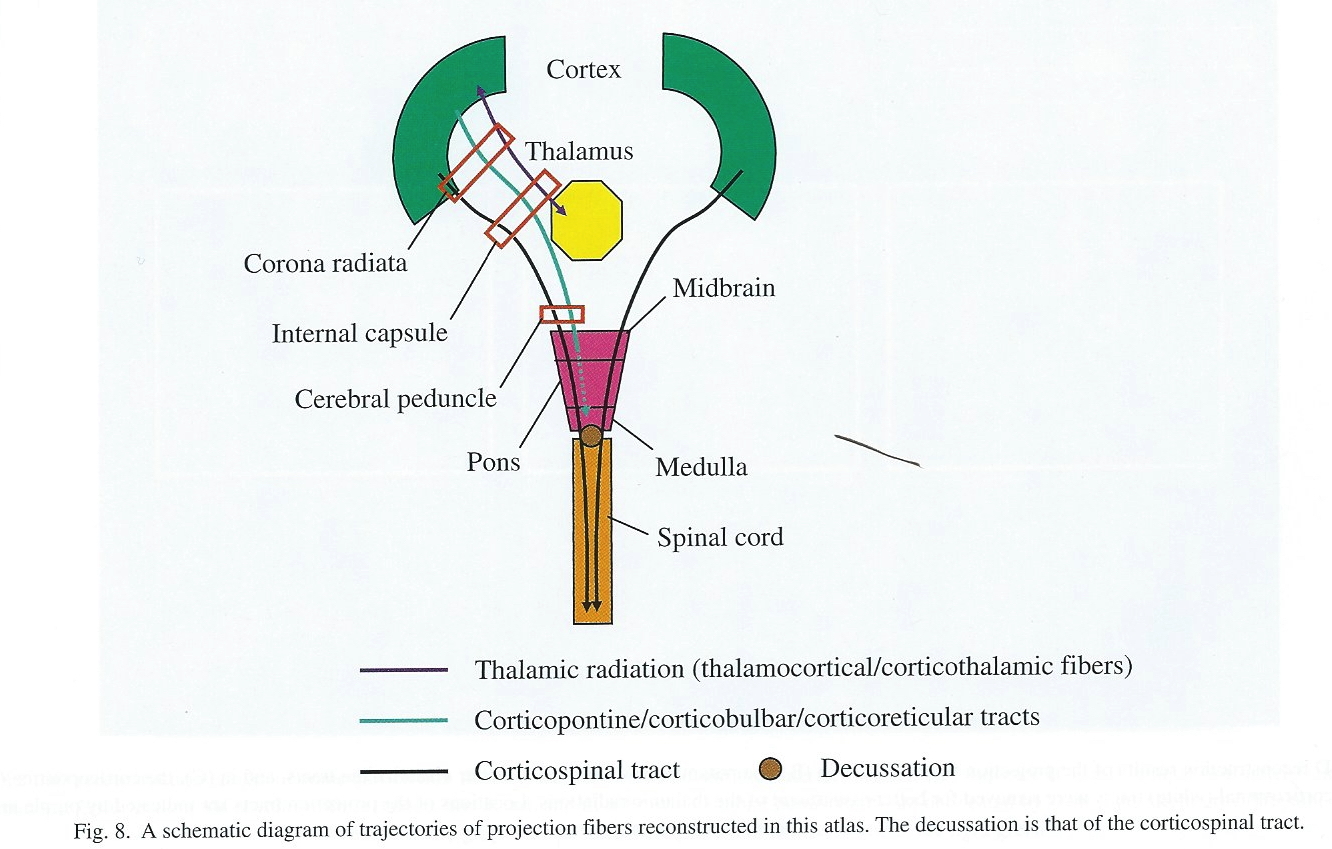 Cortex
Thalamus
Corona radiata
Midbrain
Internal capsule
Cerebral peduncle
Pons
Medulla
Spinal cord
Thalamic radiation (thalamocortical/corticothalamic fibers)
Corticopontine/corticobulbar/corticoreticular tracts
Corticospinal tract
Decussation
Fig. 8. A schematic diagram of trajectories of projection fibers reconstructed in this atlas. The decussation is that of the corticospinal tract.